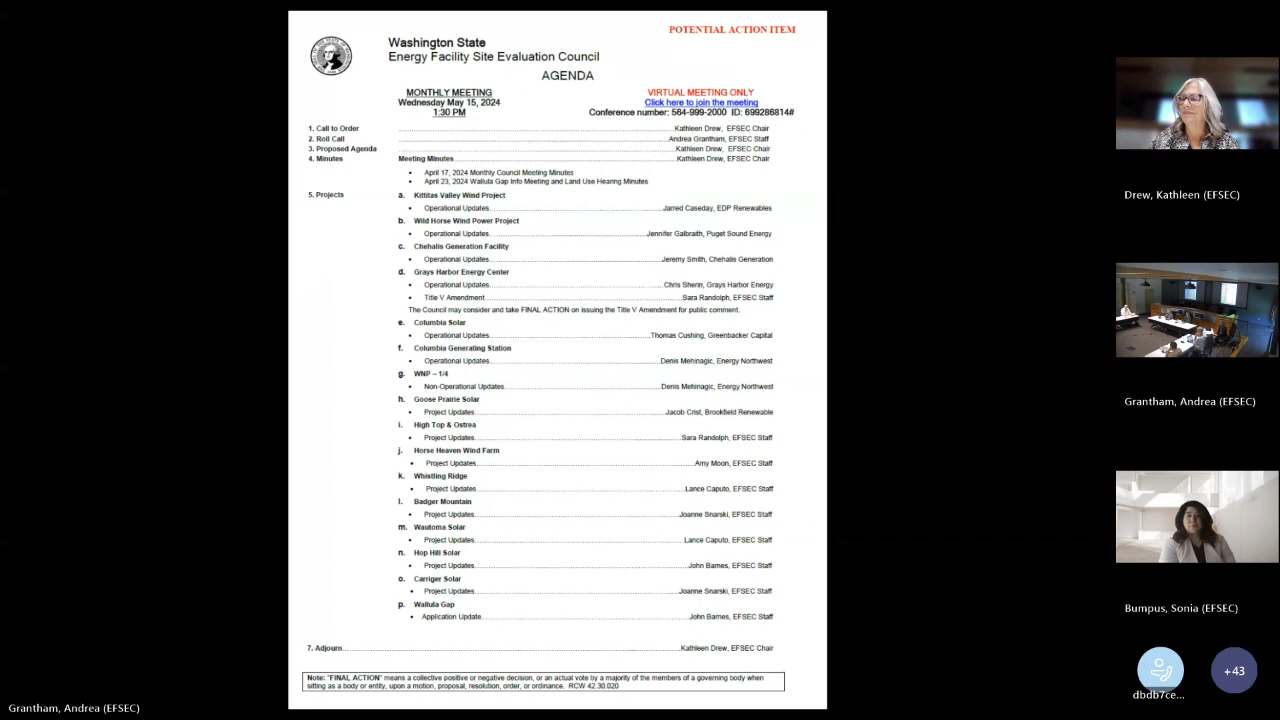 POTENTIAL ACTION ITEM
Washington State
Energy Facility Site Evaluation Council
AGENDA
MONTHLY MEETING
Wednesday May 15, 2024
1:30 PM
VIRTUAL MEETING ONLY
Click here to join the meeting
Conference number: 564-999-2000 ID: 699286814#
1. Call to Order Kathleen Drew, EFSEC Chair
2. Roll Call Andrea Grantham, EFSEC Staff
3. Proposed Agenda Kathleen Drew, EFSEC Chair
4. Minutes Meeting Minutes Kathleen Drew, EFSEC Chair
• April 17, 2024 Monthly Council Meeting Minutes
• April 23, 2024 Wallula Gap Info Meeting and Land Use Hearing Minutes
5. Projects a. Kittitas Valley Wind Project
• Operational Updates Jarred Caseday, EDP Renewables
b. Wild Horse Wind Power Project
• Operational Updates Jennifer Galbraith, Puget Sound Energy
c. Chehalis Generation Facility
• Operational Updates Jeremy Smith, Chehalis Generation
d. Grays Harbor Energy Center
• Operational Updates Chris Sherin, Grays Harbor Energy
• Title V Amendment Sara Randolph, EFSEC Staff
The Council may consider and take FINAL ACTION on issuing the Title V Amendment for public comment.
e. Columbia Solar
• Operational Updates Thomas Cushing, Greenbacker Capital
f. Columbia Generating Station
• Operational Updates Denis Mehinagic, Energy Northwest
g. WNP – 1/4
• Non-Operational Updates Denis Mehinagic, Energy Northwest
h. Goose Prairie Solar
• Project Updates Jacob Crist, Brookfield Renewable
i. High Top & Ostrea
• Project Updates Sara Randolph, EFSEC Staff
j. Horse Heaven Wind Farm
• Project Updates Amy Moon, EFSEC Staff
k. Whistling Ridge
• Project Updates Lance Caputo, EFSEC Staff
l. Badger Mountain
• Project Updates Joanne Snarski, EFSEC Staff
m. Wautoma Solar
• Project Updates Lance Caputo, EFSEC Staff
n. Hop Hill Solar
• Project Updates John Barnes, EFSEC Staff
o. Carriger Solar
• Project Updates Joanne Snarski, EFSEC Staff
p. Wallula Gap
• Application Update John Barnes, EFSEC Staff
7. Adjourn Kathleen Drew, EFSEC Chair
Note: "FINAL ACTION" means a collective positive or negative decision, or an actual vote by a majority of the members of a governing body when
sitting as a body or entity, upon a motion, proposal, resolution, order, or ordinance. RCW 42.30.020
Drew, Kathleen (EFSEC)
Grantham, Andrea (EFSEC)
Bumpus, Sonia (EFSEC)
dbdb7ce...
+43
Grantham, Andrea (EFSEC)